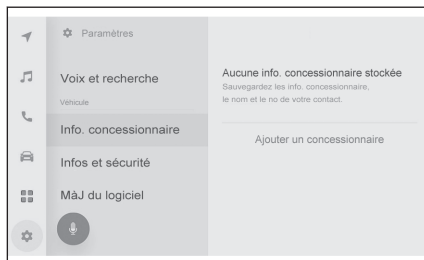 Paramètres
Voix et recherche
Véhicule
Info. concessionnaire
Infos et sécurité
MàJ du logiciel
Aucune info. concessionnaire stockée
Sauvegardez les info. concessionnaire,
le nom et le no de votre contact.
Ajouter un concessionnaire